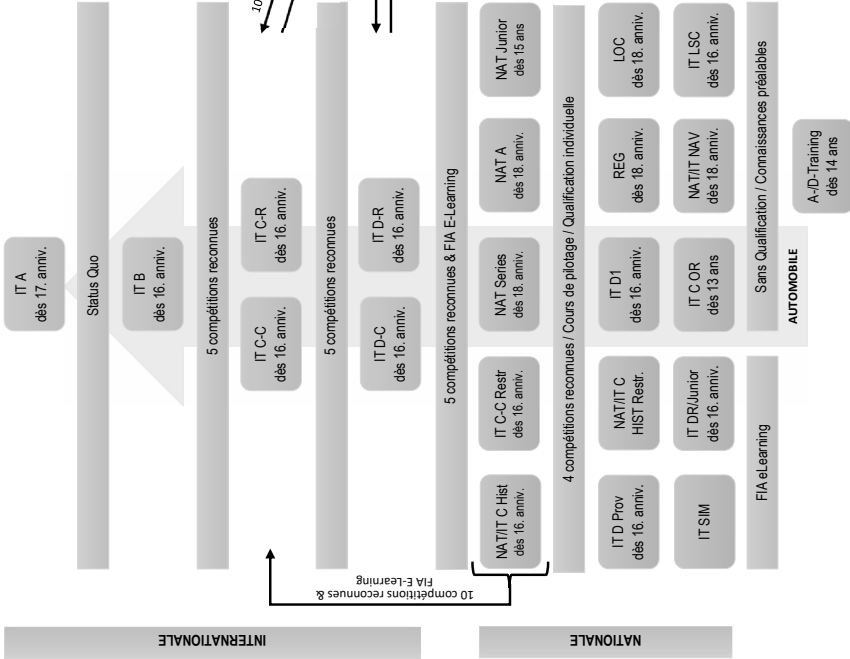 IT A
dès 17. anniv.
Status Quo
IT B
dès 16. anniv.
5 compétitions reconnues
IT C-C
dès 16. anniv.
IT C-R
dès 16. anniv.
10
5 compétitions reconnues
IT D-C
dès 16. anniv.
IT D-R
dès 16. anniv.
5 compétitions reconnues & FIA E-Learning
NAT/IT C Hist
dès 16. anniv.
IT C-C Restr
dès 16. anniv.
NAT Series
dès 18. anniv.
NAT A
dès 18. anniv.
NAT Junior
dès 15 ans
4 compétitions reconnues / Cours de pilotage / Qualification individuelle
IT D Prov
dès 16. anniv.
NAT/IT C
HIST Restr.
IT D1
dès 16. anniv.
REG
dès 18. anniv.
LOC
dès 18. anniv.
IT SIM
IT DR/Junior
dès 16. anniv.
IT C OR
dès 13 ans
NAT/IT NAV
dès 18. anniv.
IT LSC
dès 16. anniv.
FIA eLearning
Sans Qualification / Connaissances préalables
AUTOMOBILE
A-/D-Training
dès 14 ans
10 compétitions reconnues &
FIA E-Learning
INTERNATIONALE
NATIONALE